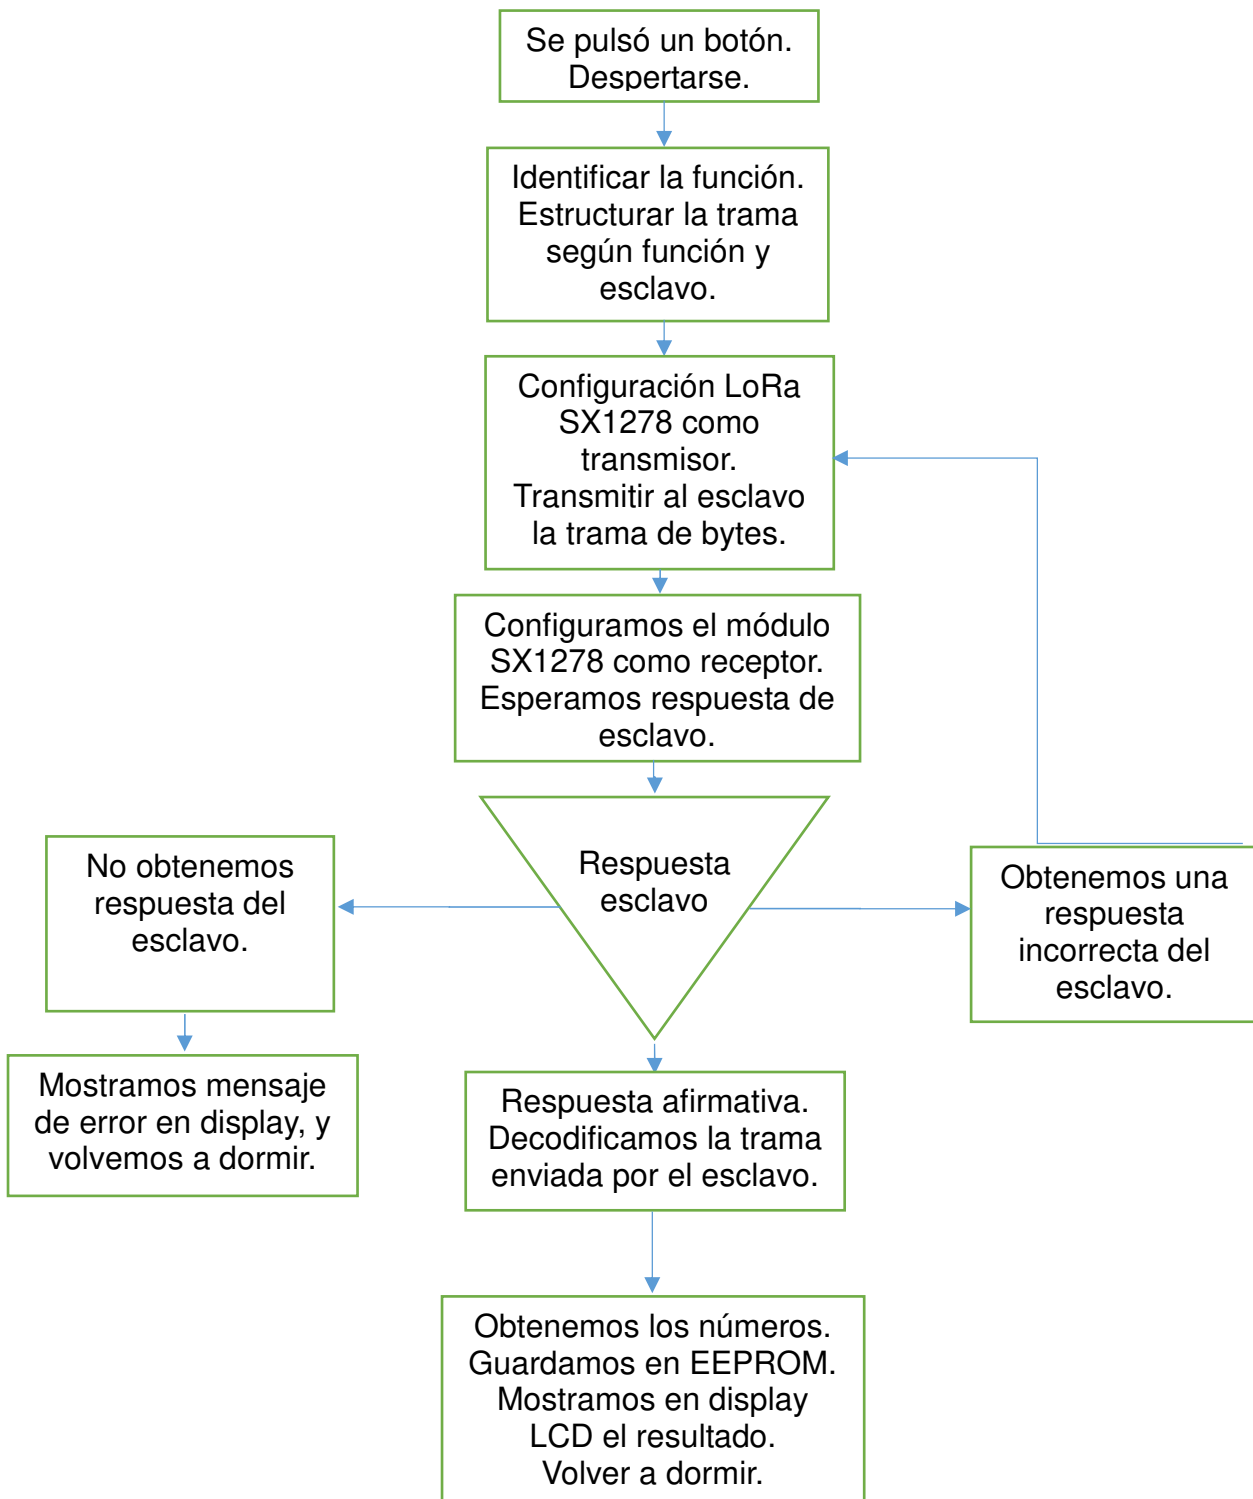 Se pulsó un botón.
Despertarse.
Identificar la función.
Estructurar la trama
según función y
esclavo.
Configuración LoRa
SX1278 como
transmisor.
Transmitir al esclavo
la trama de bytes.
Configuramos el módulo
SX1278 como receptor.
Esperamos respuesta de
esclavo.
Respuesta
esclavo
No obtenemos
respuesta del
esclavo.
Obtenemos una
respuesta
incorrecta del
esclavo.
Mostramos mensaje
de error en display, y
volvemos a dormir.
Respuesta afirmativa.
Decodificamos la trama
enviada por el esclavo.
Obtenemos los números.
Guardamos en EEPROM.
Mostramos en display
LCD el resultado.
Volver a dormir.